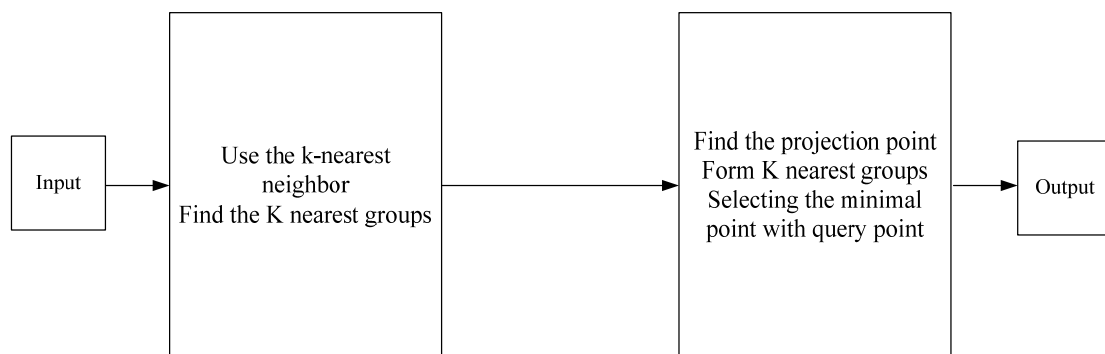 Input
Use the k-nearest
neighbor
Find the K nearest groups
Find the projection point
Form K nearest groups
Selecting the minimal
point with query point
Output